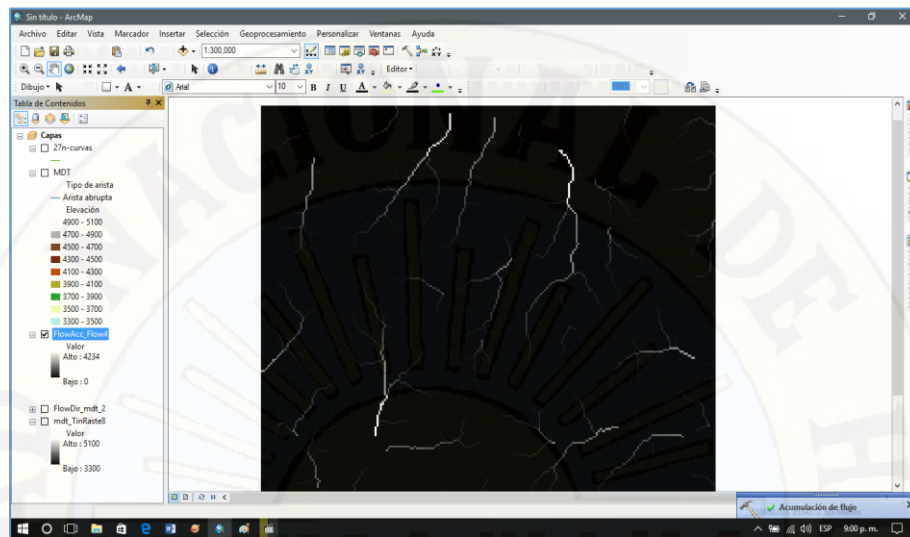 Sin título - ArcMap
Archivo Editar Vista Marcador Insertar Selección Geoprocesamiento Personalizar Ventanas Ayuda
1:300,000
Editor
Dibujo Arial 10 B I U A
Tabla de Contenidos
Capas
27n-curvas
MDT
Tipo de arista
Arista abrupta
Elevación
4900 - 5100
4700 - 4900
4500 - 4700
4300 - 4500
4100 - 4300
3900 - 4100
3700 - 3900
3500 - 3700
3300 - 3500
FlowAcc_Flow4
Valor
Alto : 4234
Bajo : 0
FlowDir_mdt_2
mdt_TinRaste8
Valor
Alto : 5100
Bajo : 3300
Acumulación de flujo
ESP 9:00 p. m.